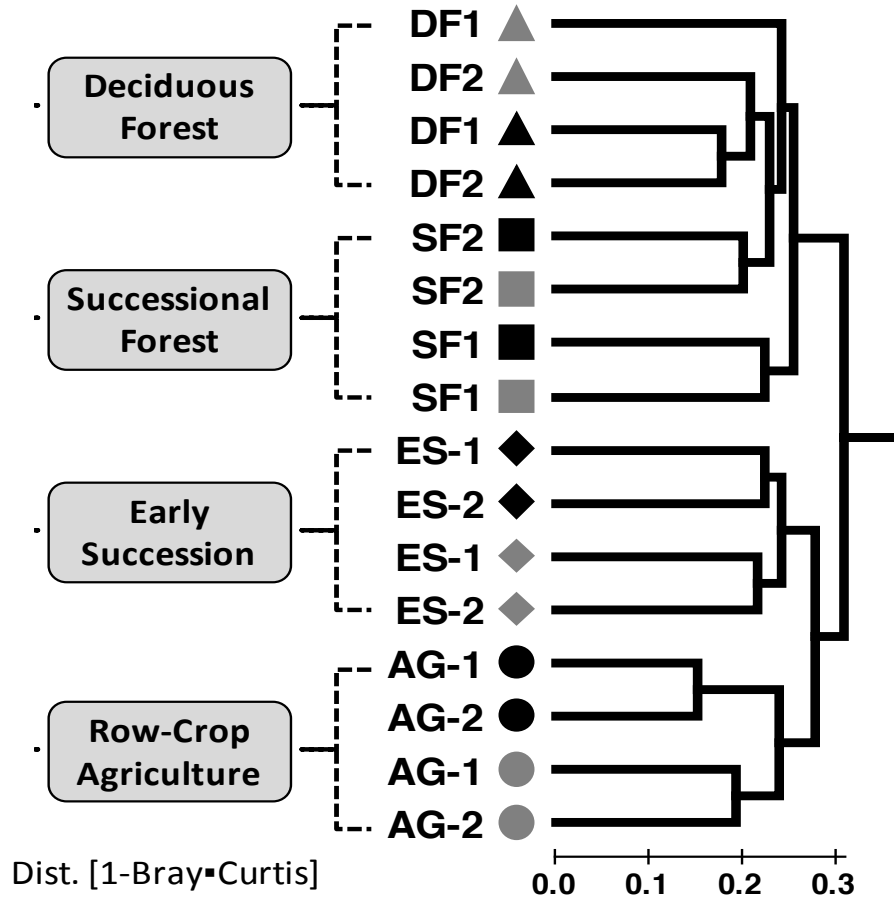 DF1
DF2
DF1
DF2
SF2
SF2
SF1
SF1
ES-1
ES-2
ES-1
ES-2
AG-1
AG-2
AG-1
AG-2
Deciduous
Forest
Successional
Forest
Early
Succession
Row-Crop
Agriculture
Dist. [1-Bray▪Curtis]
0.0 0.1 0.2 0.3